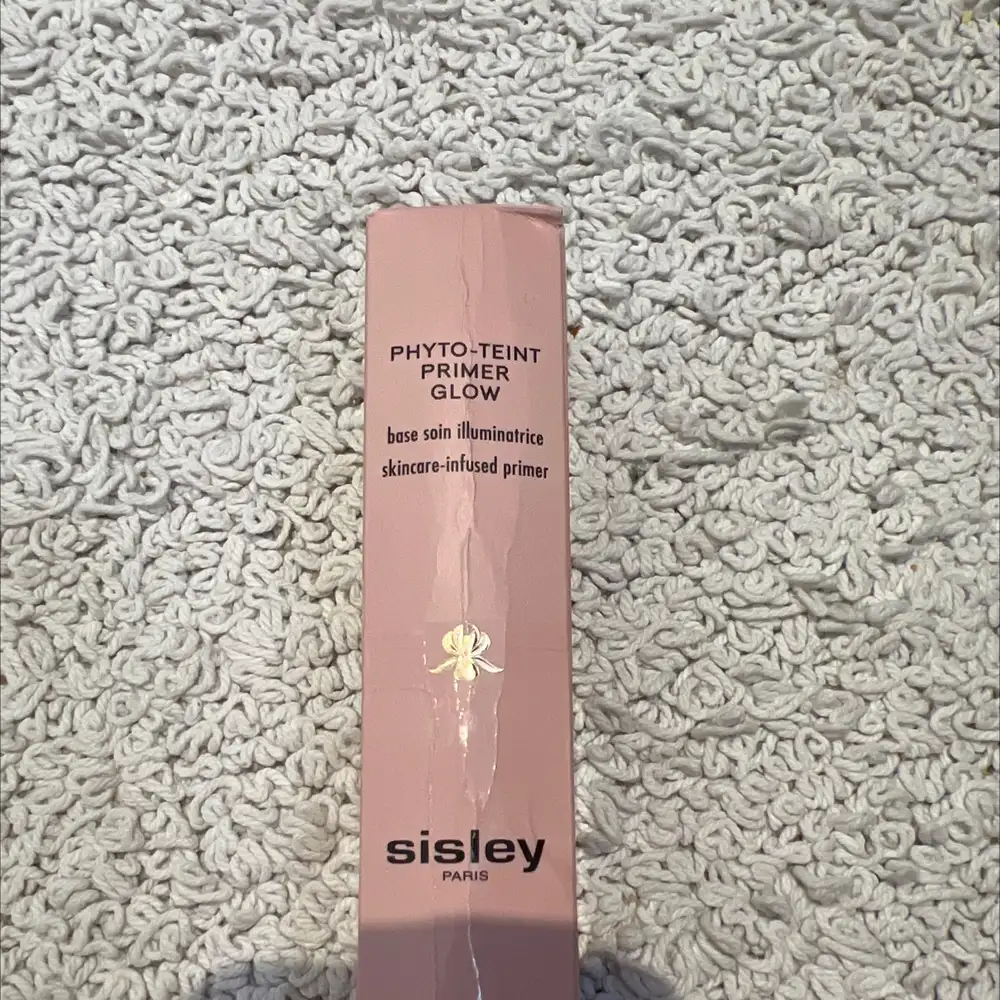 PHYTO-TEINT
PRIMER
GLOW
base soin illuminatrice
skincare-infused primer
sisley
PARIS